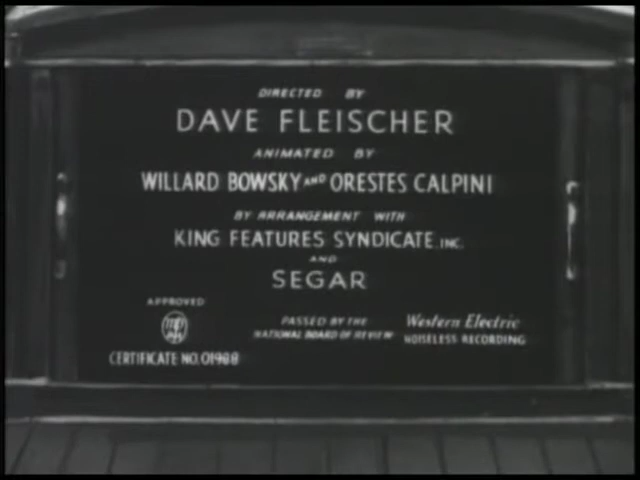 DIRECTED BY
DAVE FLEISCHER
ANIMATED BY
WILLARD BOWSKY AND ORESTES CALPINI
BY ARRANGEMENT WITH
KING FEATURES SYNDICATE, INC.
AND
SEGAR
APPROVED
CERTIFICATE NO. 01988
PASSED BY THE
NATIONAL BOARD OF REVIEW
Western Electric
NOISELESS RECORDING